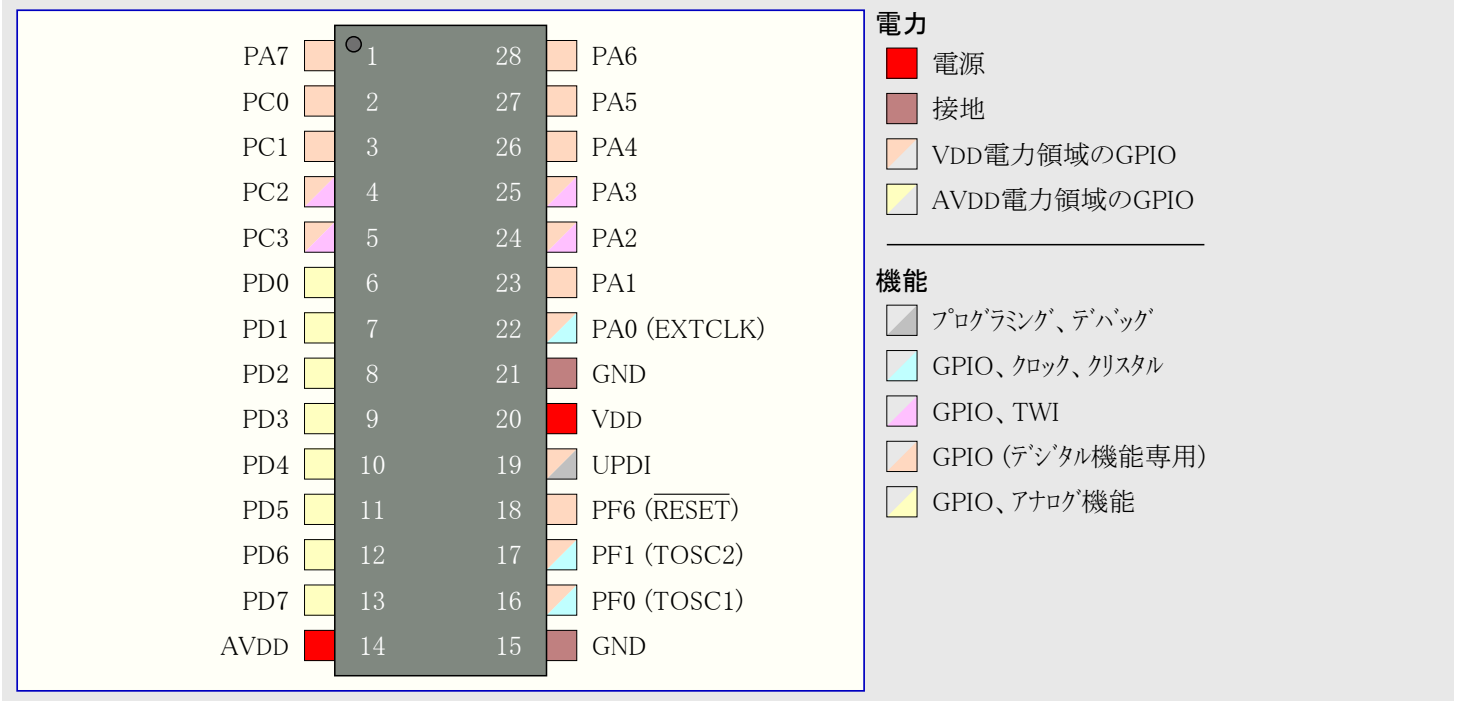 PA7 1 28 PA6
PC0 2 27 PA5
PC1 3 26 PA4
PC2 4 25 PA3
PC3 5 24 PA2
PD0 6 23 PA1
PD1 7 22 PA0 (EXTCLK)
PD2 8 21 GND
PD3 9 20 VDD
PD4 10 19 UPDI
PD5 11 18 PF6 (RESET)
PD6 12 17 PF1 (TOSC2)
PD7 13 16 PF0 (TOSC1)
AVDD 14 15 GND
電力
電源
接地
VDD電力領域のGPIO
AVDD電力領域のGPIO
機能
プログラミング、デバッグ
GPIO、クロック、クリスタル
GPIO、TWI
GPIO (デジタル機能専用)
GPIO、アナログ機能